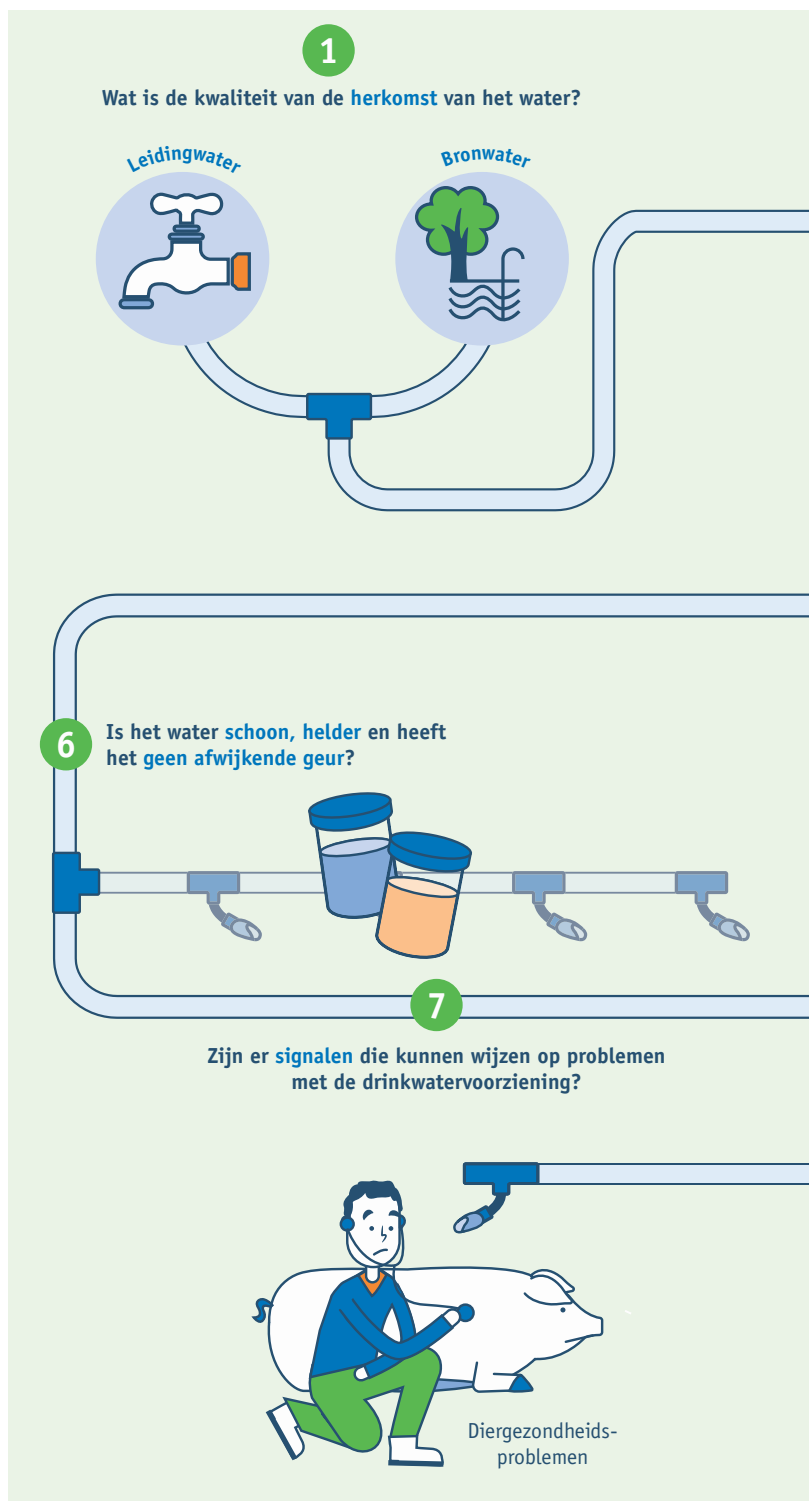 1
Wat is de kwaliteit van de herkomst van het water?
Leidingwater
Bronwater
6
Is het water schoon, helder en heeft
het geen afwijkende geur?
7
Zijn er signalen die kunnen wijzen op problemen
met de drinkwatervoorziening?
Diergezondheids-
problemen